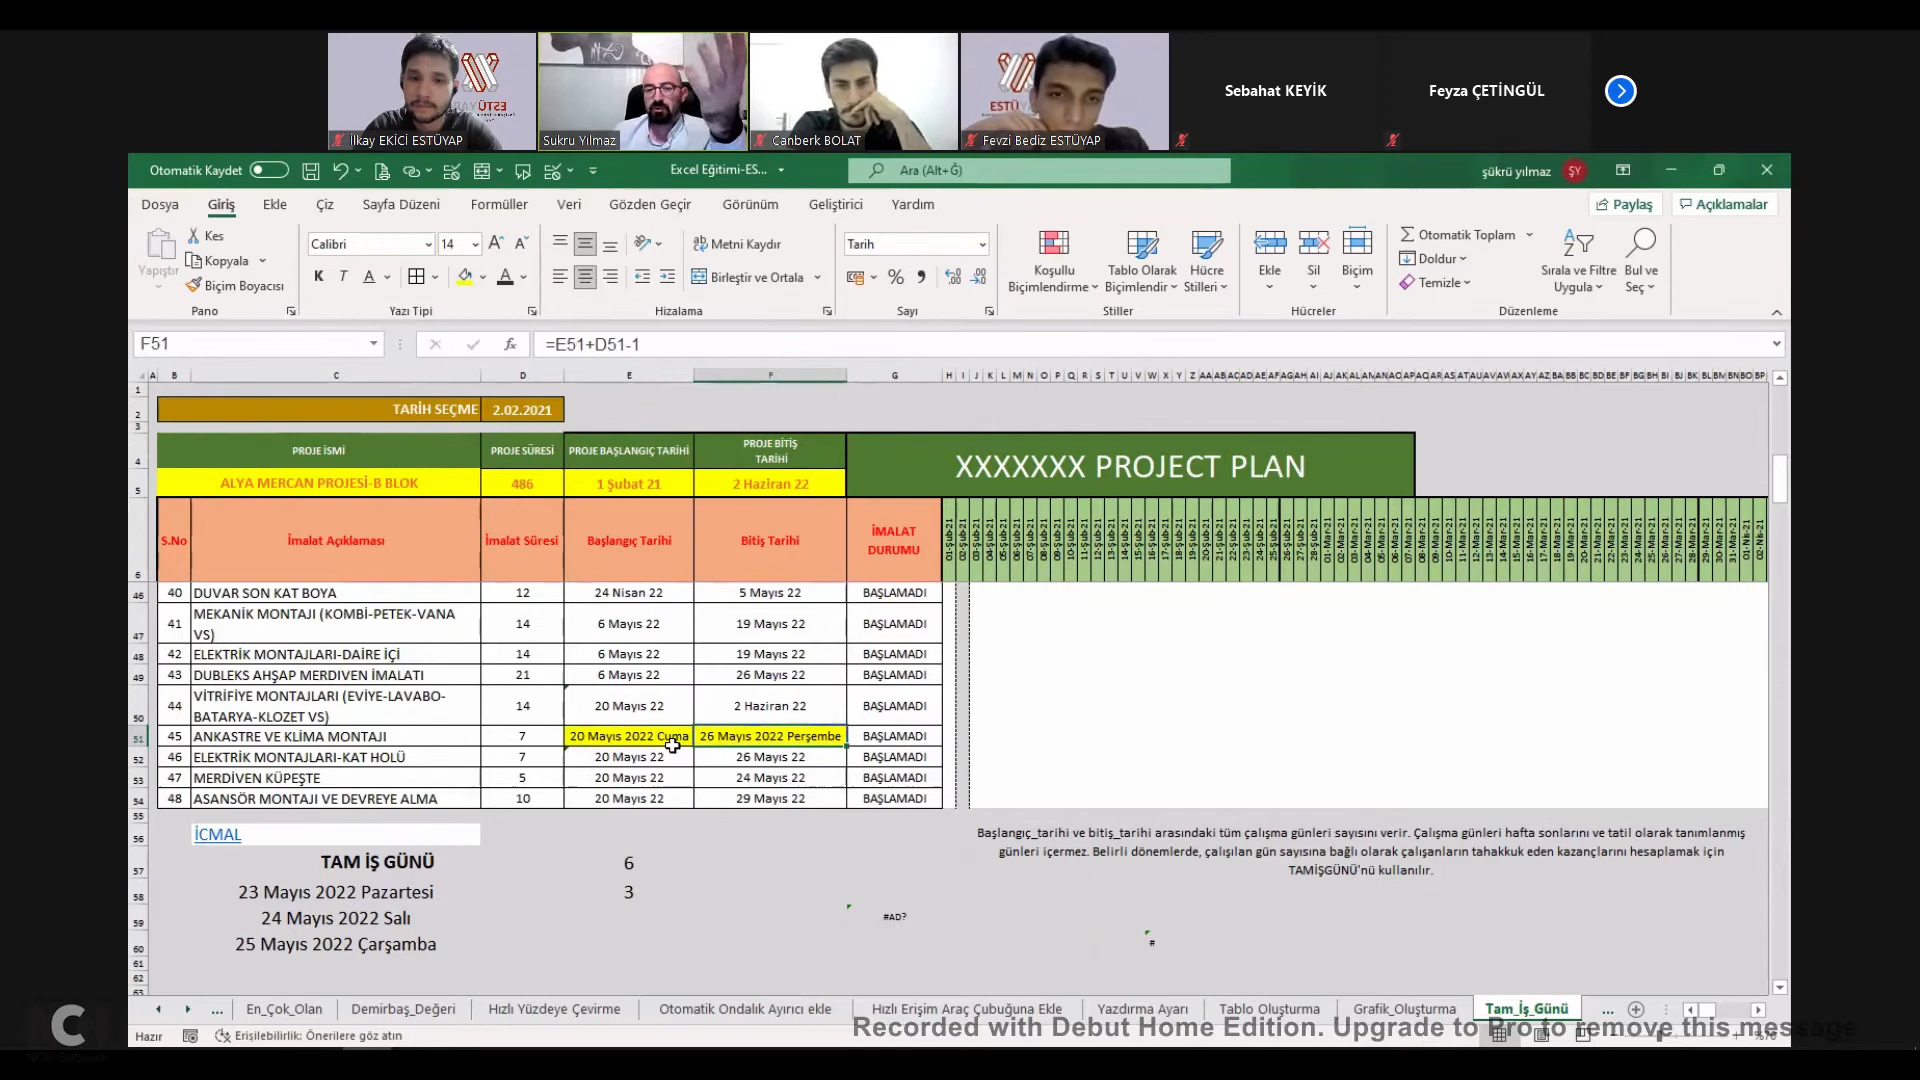 Sebahat KEYİK
Feyza ÇETİNGÜL
İlkay EKİCİ ESTÜYAP
Sukru Yılmaz
Canberk BOLAT
Fevzi Bediz ESTÜYAP
Otomatik Kaydet
Excel Eğitimi-ES...
Ara (Alt+Ğ)
şükrü yılmaz
ŞY
Dosya Giriş Ekle Çiz Sayfa Düzeni Formüller Veri Gözden Geçir Görünüm Geliştirici Yardım
Paylaş
Açıklamalar
Yapıştır
Kes
Kopyala
Biçim Boyacısı
Pano
Calibri 14
K T A
Yazı Tipi
Metni Kaydır
Birleştir ve Ortala
Hizalama
Tarih
Sayı
Koşullu Biçimlendirme
Tablo Olarak Biçimlendir
Hücre Stilleri
Stiller
Ekle Sil Biçim
Hücreler
Otomatik Toplam
Doldur
Temizle
Sırala ve Filtre Uygula
Bul ve Seç
Düzenleme
F51
=E51+D51-1
TARİH SEÇME 2.02.2021
PROJE İSMİ PROJE SÜRESİ PROJE BAŞLANGIÇ TARİHİ PROJE BİTİŞ TARİHİ
XXXXXXX PROJECT PLAN
ALYA MERCAN PROJESİ-B BLOK 486 1 Şubat 21 2 Haziran 22
S.No İmalat Açıklaması İmalat Süresi Başlangıç Tarihi Bitiş Tarihi İMALAT DURUMU
46 40 DUVAR SON KAT BOYA 12 24 Nisan 22 5 Mayıs 22 BAŞLAMADI
47 41 MEKANİK MONTAJI (KOMBİ-PETEK-VANA VS) 14 6 Mayıs 22 19 Mayıs 22 BAŞLAMADI
48 42 ELEKTRİK MONTAJLARI-DAİRE İÇİ 14 6 Mayıs 22 19 Mayıs 22 BAŞLAMADI
49 43 DUBLEKS AHŞAP MERDIVEN İMALATI 21 6 Mayıs 22 26 Mayıs 22 BAŞLAMADI
50 44 VİTRİFİYE MONTAJLARI (EVİYE-LAVABO-BATARYA-KLOZET VS) 14 20 Mayıs 22 2 Haziran 22 BAŞLAMADI
51 45 ANKASTRE VE KLİMA MONTAJI 7 20 Mayıs 2022 Cuma 26 Mayıs 2022 Perşembe BAŞLAMADI
52 46 ELEKTRİK MONTAJLARI-KAT HOLÜ 7 20 Mayıs 22 26 Mayıs 22 BAŞLAMADI
53 47 MERDİVEN KÜPEŞTE 5 20 Mayıs 22 24 Mayıs 22 BAŞLAMADI
54 48 ASANSÖR MONTAJI VE DEVREYE ALMA 10 20 Mayıs 22 29 Mayıs 22 BAŞLAMADI
İCMAL
TAM İŞ GÜNÜ 6
23 Mayıs 2022 Pazartesi 3
24 Mayıs 2022 Salı
25 Mayıs 2022 Çarşamba
#AD?
#
Başlangıç_tarihi ve bitiş_tarihi arasındaki tüm çalışma günleri sayısını verir. Çalışma günleri hafta sonlarını ve tatil olarak tanımlanmış
günleri içermez. Belirli dönemlerde, çalışılan gün sayısına bağlı olarak çalışanların tahakkuk eden kazançlarını hesaplamak için
TAMİŞGÜNÜ'nü kullanılır.
... En_Çok_Olan Demirbaş_Değeri Hızlı Yüzdeye Çevirme Otomatik Ondalık Ayırıcı ekle Hızlı Erişim Araç Çubuğuna Ekle Yazdırma Ayarı Tablo Oluşturma Grafik_Oluşturma Tam_İş_Günü ...
Hazır
Erişilebilirlik: Önerilere göz atın
Recorded with Debut Home Edition. Upgrade to Pro to remove this message